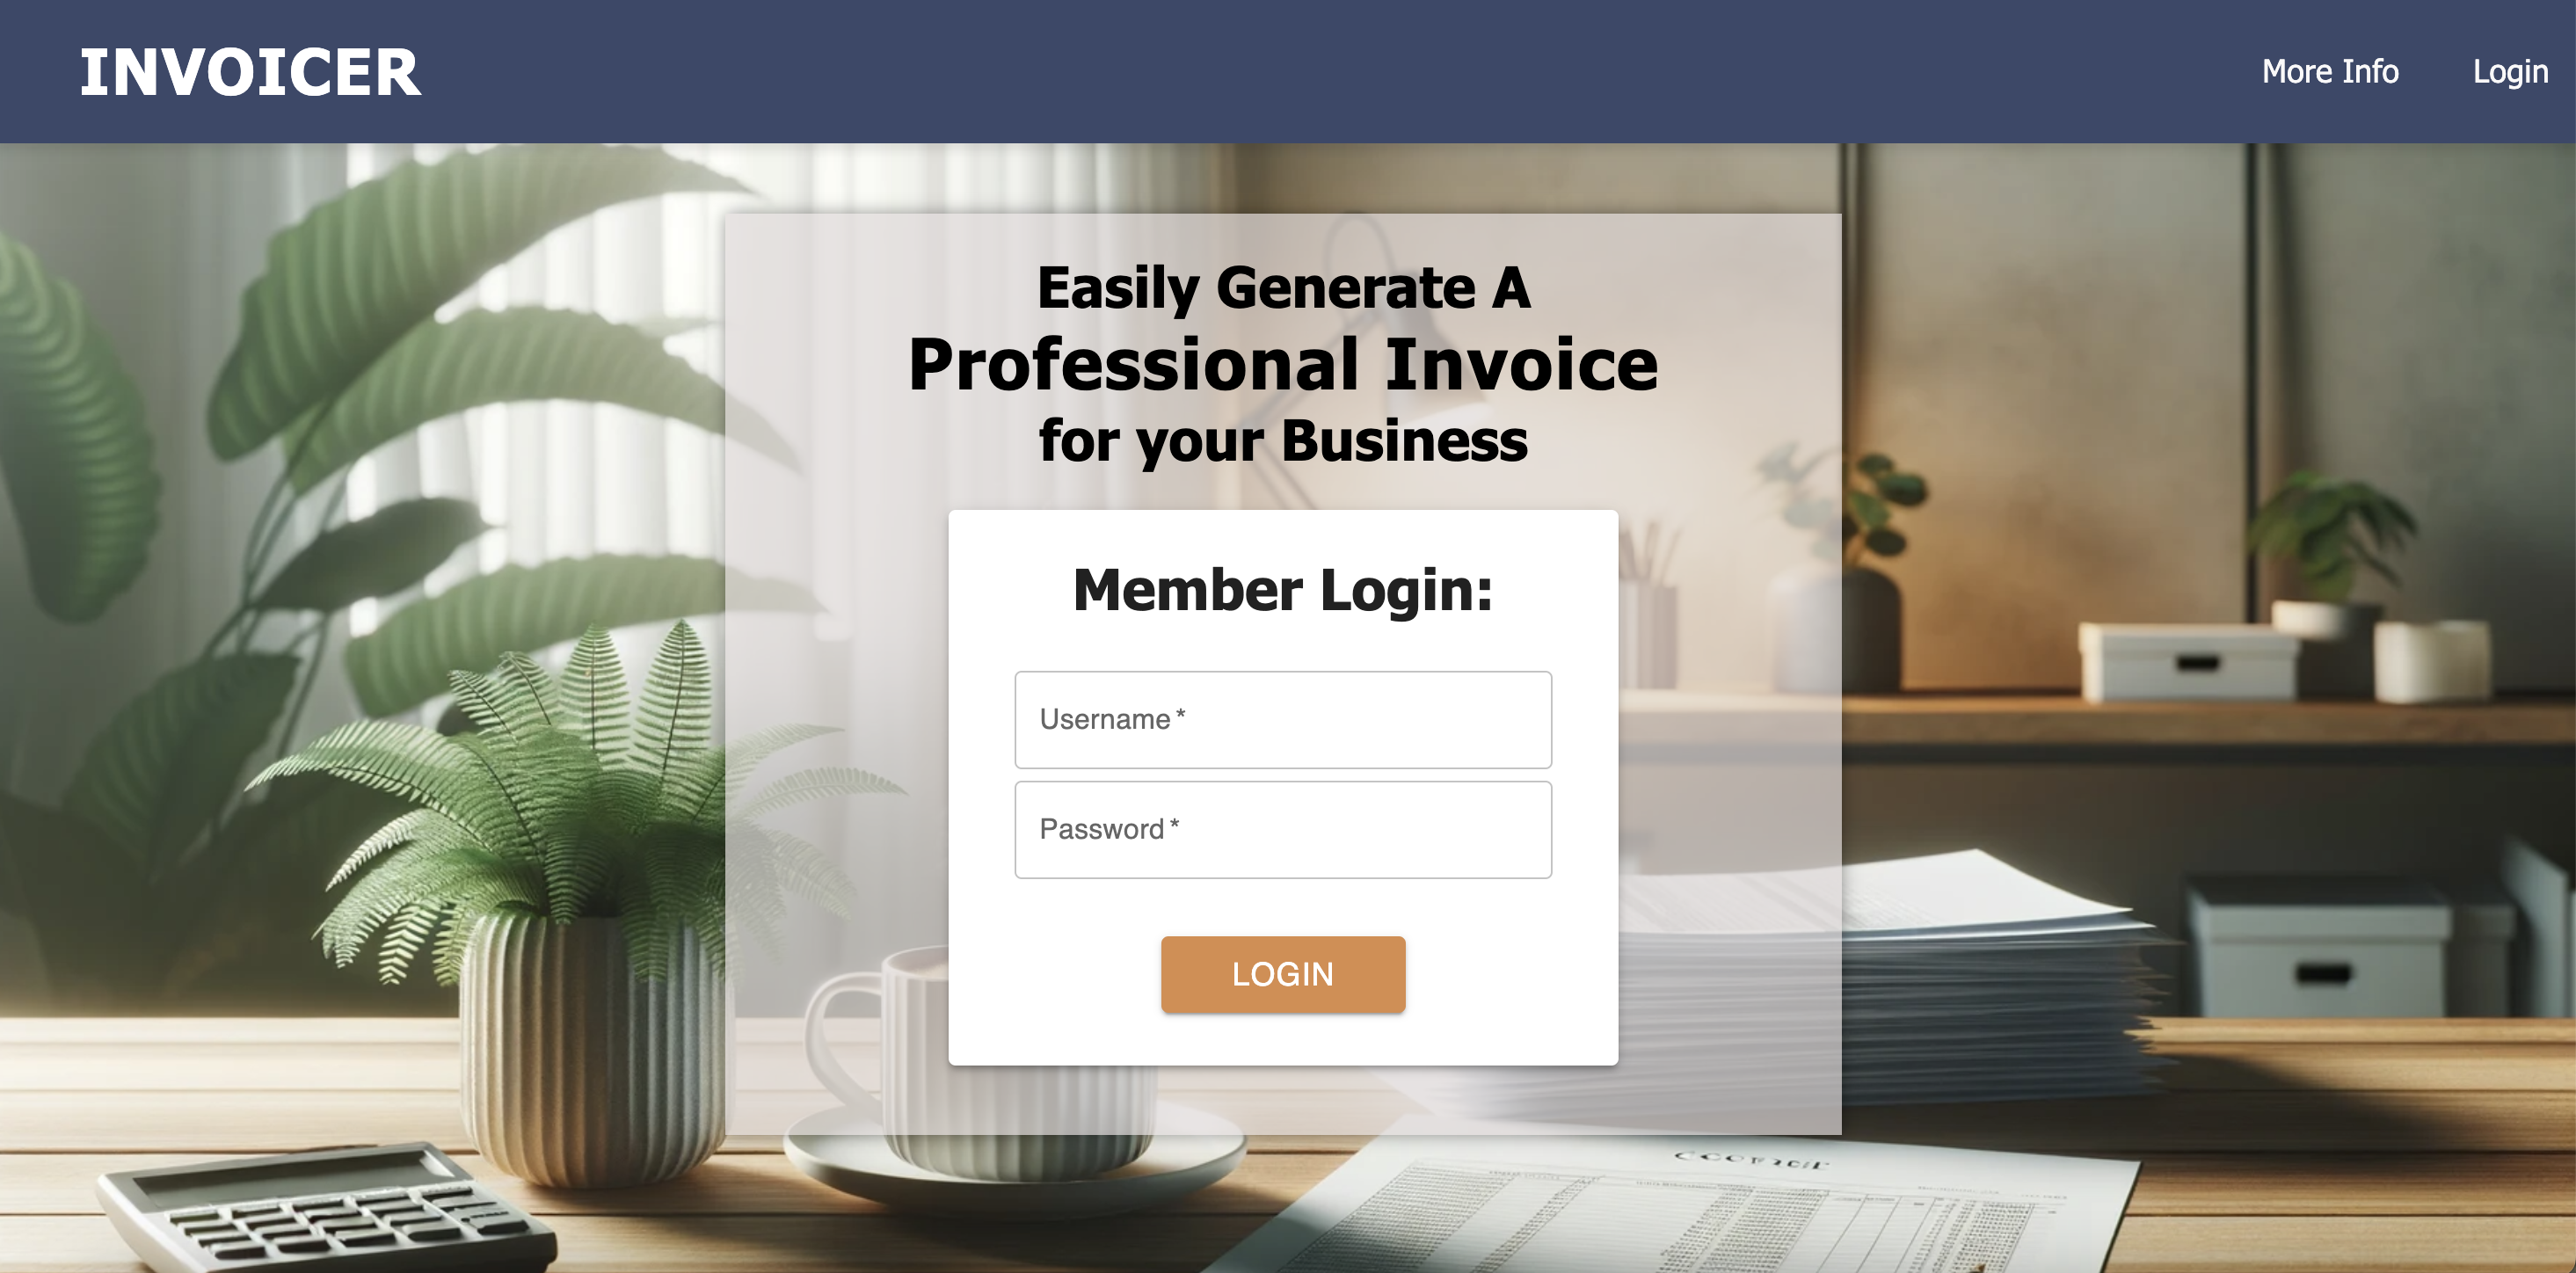 INVOICER
More Info
Login
Easily Generate A
Professional Invoice
for your Business
Member Login:
Username *
Password *
LOGIN